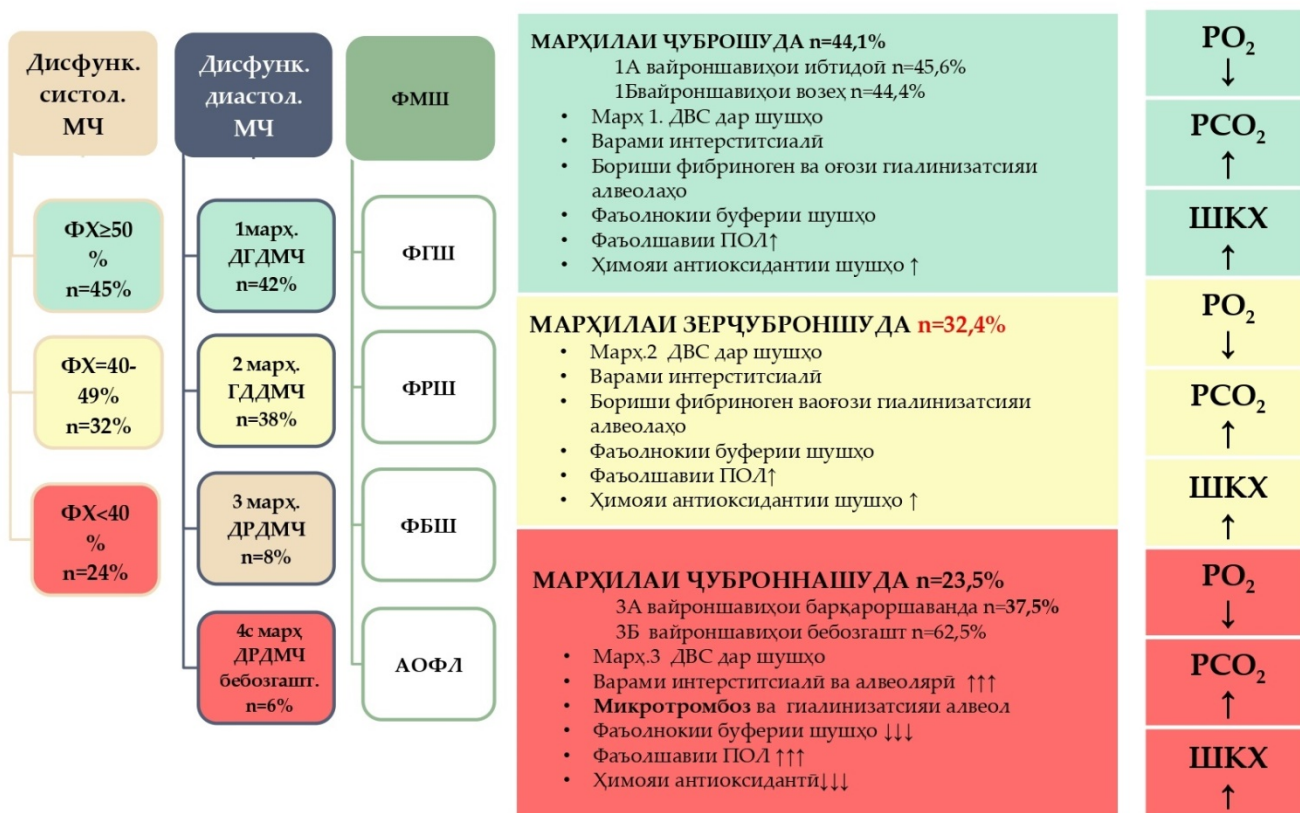 Дисфунк.
систол.
МЧ
ФХ≥50
%
n=45%
ФХ=40-
49%
n=32%
ФХ<40
%
n=24%
Дисфунк.
диастол.
МЧ
1марҳ.
ДГДМЧ
n=42%
2 марҳ.
ГДДМЧ
n=38%
3 марҳ.
ДРДМЧ
n=8%
4с марҳ
ДРДМЧ
бебозгашт.
n=6%
ФМШ
ФГШ
ФРШ
ФБШ
АОФЛ
МАРҲИЛАИ ҶУБРОШУДА n=44,1%
1А вайроншавиҳои ибтидоӣ n=45,6%
1Бвайроншавиҳои возеҳ n=44,4%
• Марҳ 1. ДВС дар шушҳо
• Варами интерститсиалӣ
• Бориши фибриноген ва оғози гиалинизатсияи
алвеолаҳо
• Фаъолнокии буферии шушҳо
• Фаъолшавии ПОЛ↑
• Ҳимояи антиоксидантии шушҳо ↑
МАРҲИЛАИ ЗЕРҶУБРОНШУДА n=32,4%
• Марҳ.2 ДВС дар шушҳо
• Варами интерститсиалӣ
• Бориши фибриноген ваоғози гиалинизатсияи
алвеолаҳо
• Фаъолнокии буферии шушҳо
• Фаъолшавии ПОЛ↑
• Ҳимояи антиоксидантии шушҳо ↑
МАРҲИЛАИ ҶУБРОННАШУДА n=23,5%
3А вайроншавиҳои барқароршаванда n=37,5%
3Б вайроншавиҳои бебозгашт n=62,5%
• Марҳ.3 ДВС дар шушҳо
• Варами интерститсиалӣ ва алвеолярӣ ↑↑↑
• Микротромбоз ва гиалинизатсияи алвеол
• Фаъолнокии буферии шушҳо ↓↓↓
• Фаъолшавии ПОЛ ↑↑↑
• Ҳимояи антиоксидантӣ↓↓↓
PO₂
↓
PCO₂
↑
ШКХ
↑
PO₂
↓
PCO₂
↑
ШКХ
↑
PO₂
↓
PCO₂
↑
ШКХ
↑